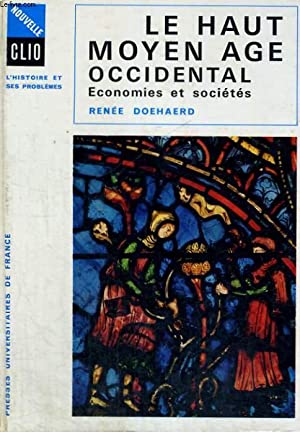 NOUVELLE
CLIO
L'HISTOIRE ET
SES PROBLÈMES
LE HAUT
MOYEN AGE
OCCIDENTAL
Economies et sociétés
RENÉE DOEHAERD
PRESSES UNIVERSITAIRES DE FRANCE